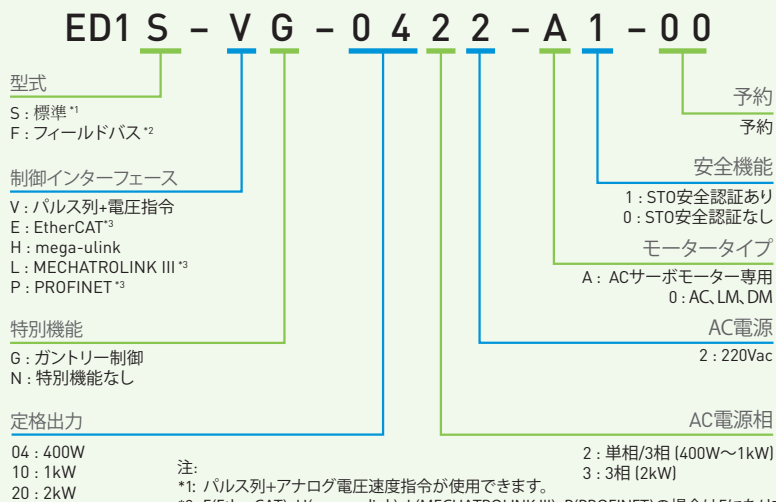 ED1 S – V G – 0 4 2 2 – A 1 – 0 0
型式
S : 標準 *1
F : フィールドバス *2
制御インターフェース
V : パルス列+電圧指令
E : EtherCAT*3
H : mega-ulink
L : MECHATROLINK III *3
P : PROFINET *3
特別機能
G : ガントリー制御
N : 特別機能なし
定格出力
04 : 400W
10 : 1kW
20 : 2kW
予約
予約
安全機能
1 : STO安全認証あり
0 : STO安全認証なし
モータータイプ
A : ACサーボモーター専用
0 : AC、LM、DM
AC電源
2 : 220Vac
AC電源相
2 : 単相/3相 (400W〜1kW)
3 : 3相 (2kW)
注:
*1: パルス列+アナログ電圧速度指令が使用できます。